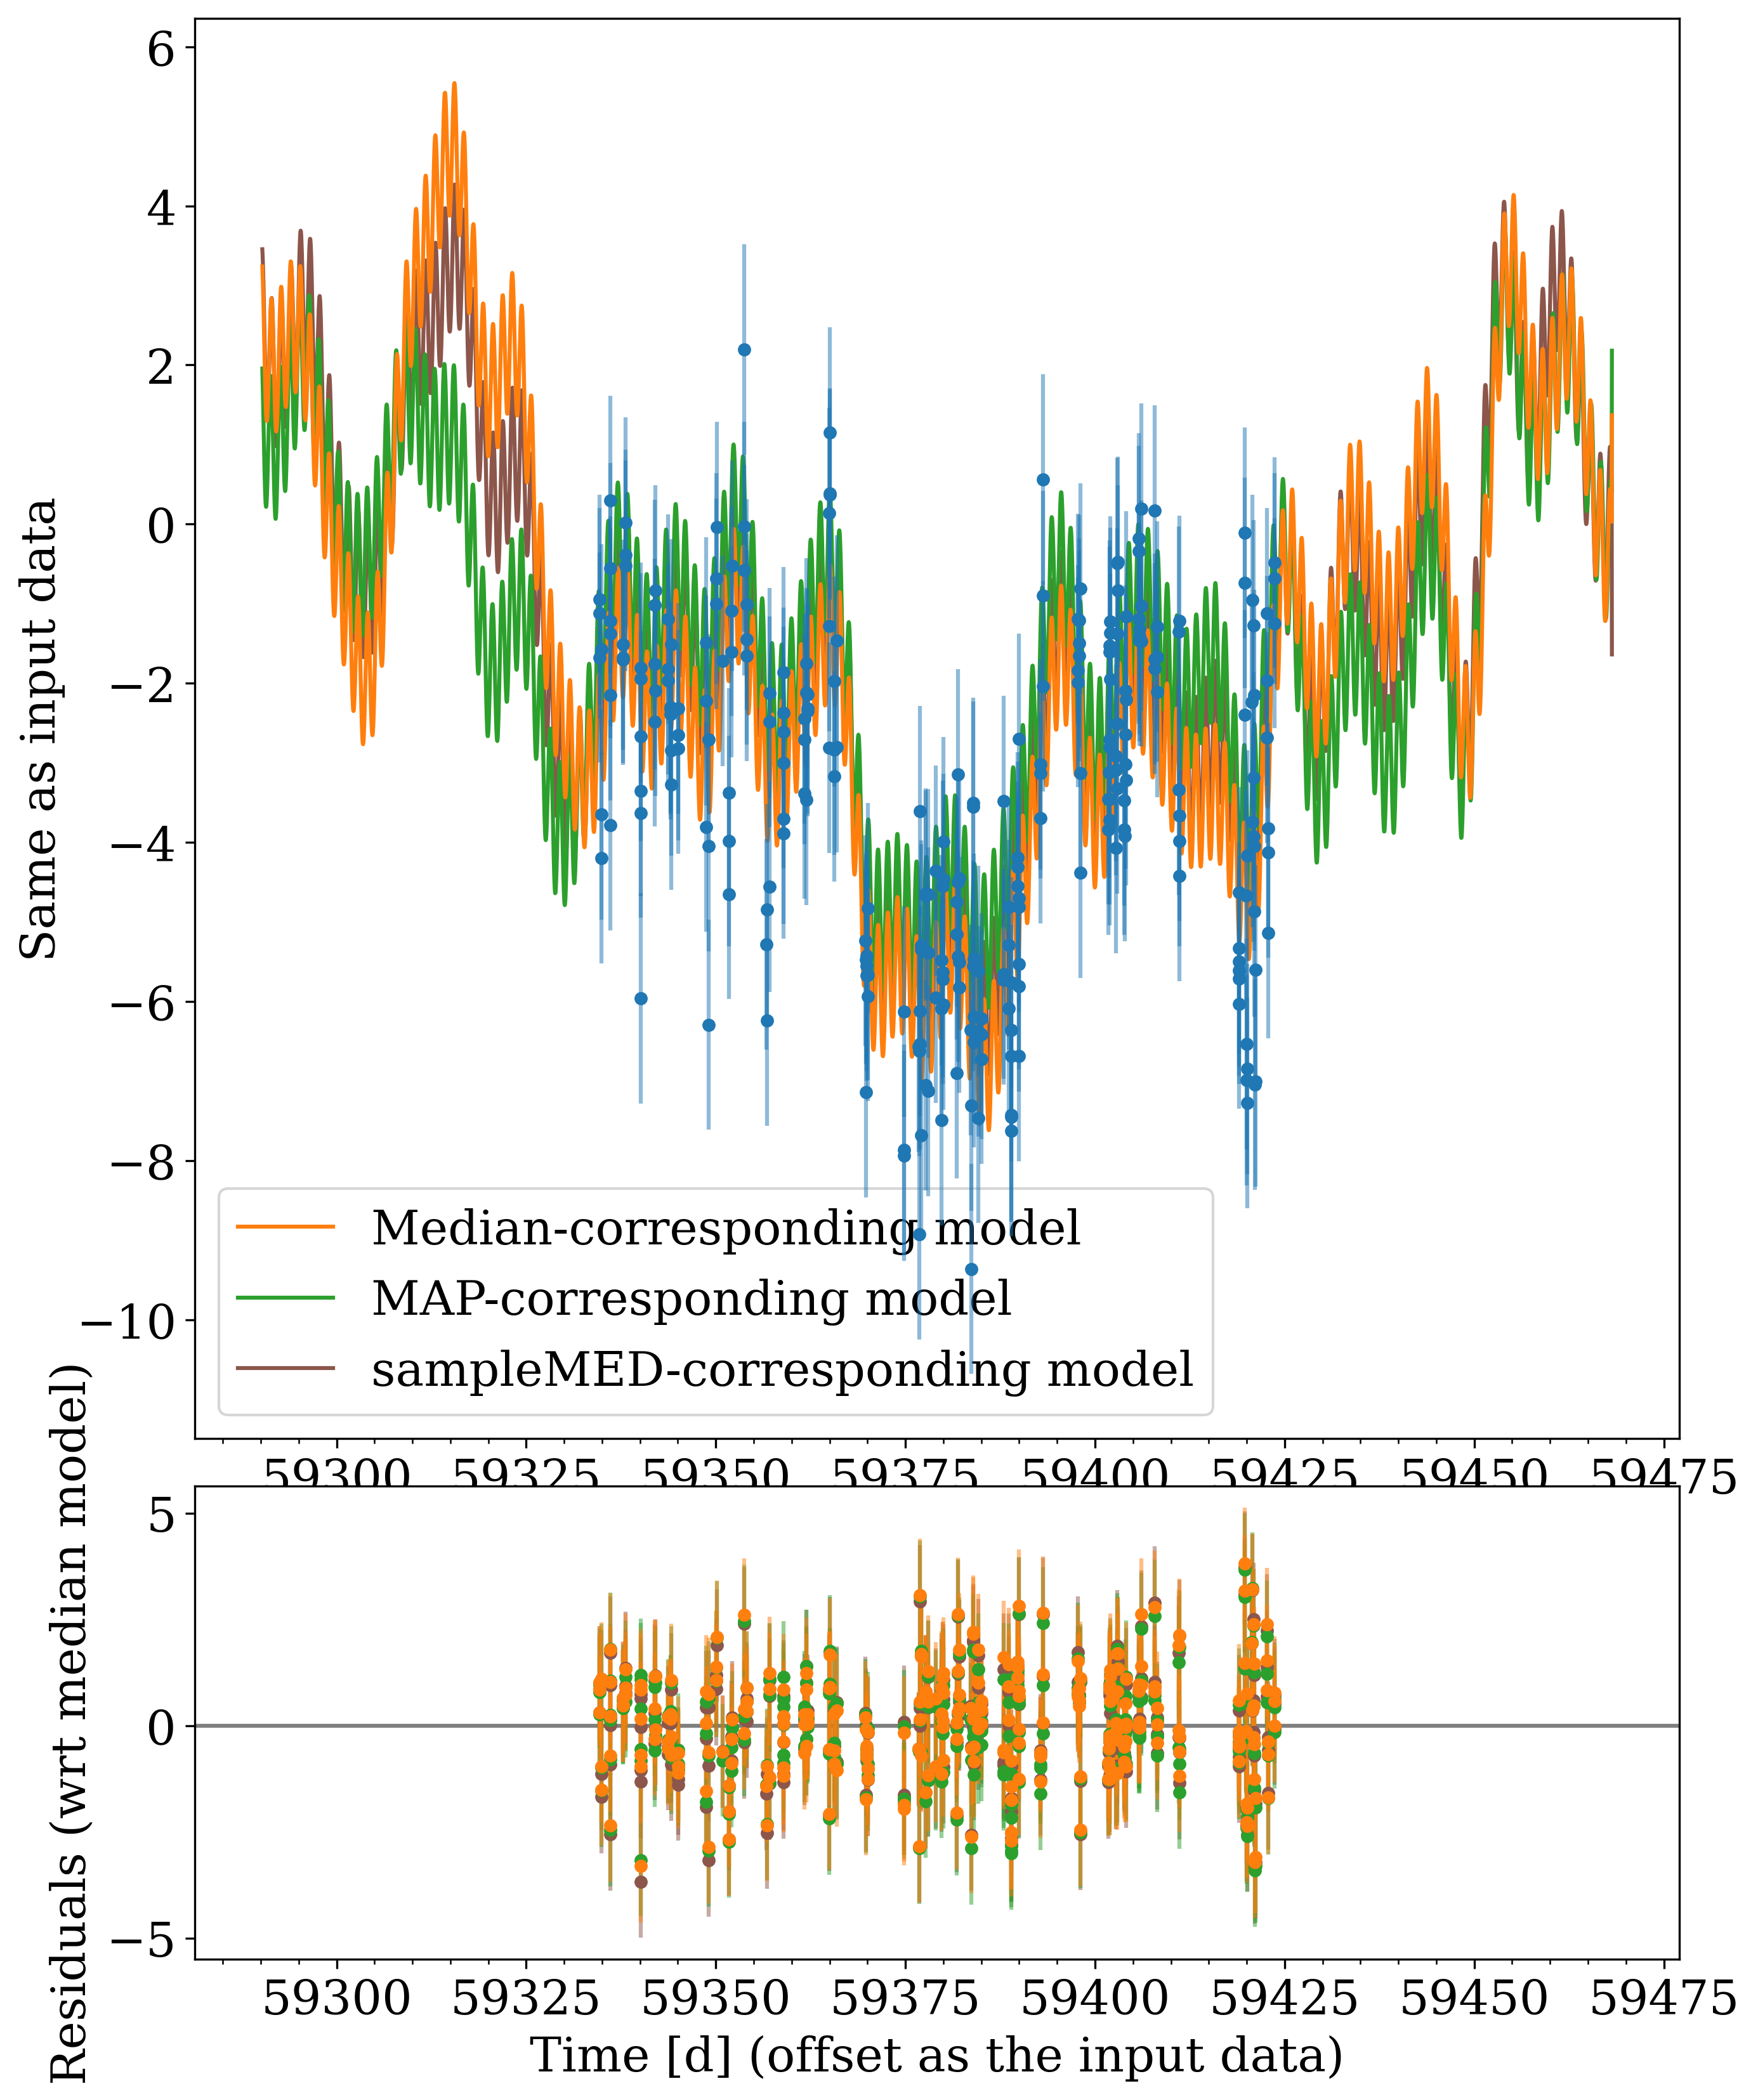 6
4
2
0
−2
−4
−6
−8
−10
Same as input data
Median-corresponding model
MAP-corresponding model
sampleMED-corresponding model
59300 59325 59350 59375 59400 59425 59450 59475
5
0
−5
Residuals (wrt median model)
59300 59325 59350 59375 59400 59425 59450 59475
Time [d] (offset as the input data)